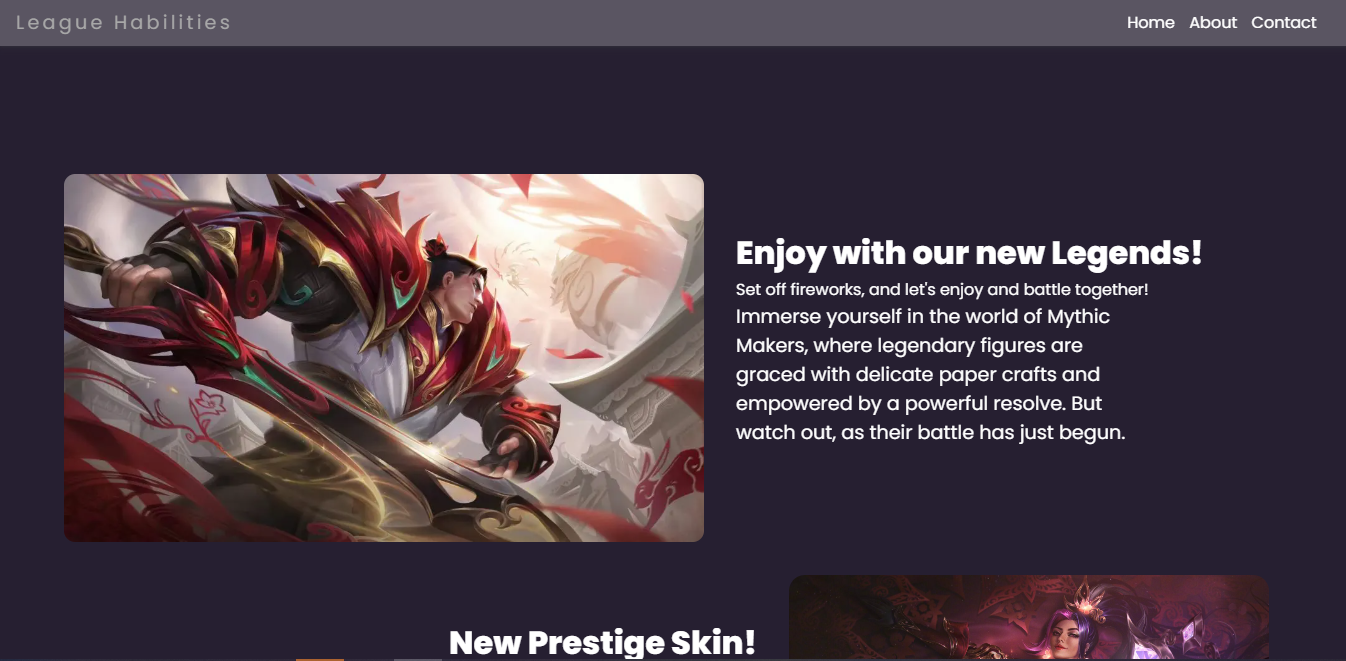 League Habilities
Home About Contact
Enjoy with our new Legends!
Set off fireworks, and let's enjoy and battle together!
Immerse yourself in the world of Mythic
Makers, where legendary figures are
graced with delicate paper crafts and
empowered by a powerful resolve. But
watch out, as their battle has just begun.
New Prestige Skin!